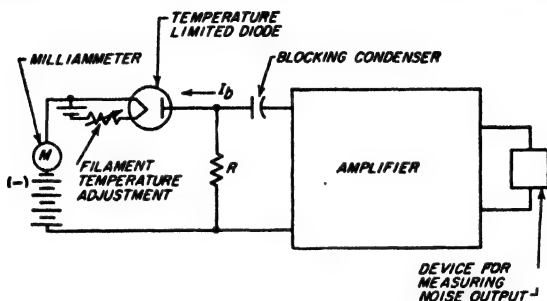 TEMPERATURE
LIMITED DIODE
MILLIAMMETER
I_b
BLOCKING CONDENSER
M
(-)
FILAMENT
TEMPERATURE
ADJUSTMENT
R
AMPLIFIER
DEVICE FOR
MEASURING
NOISE OUTPUT